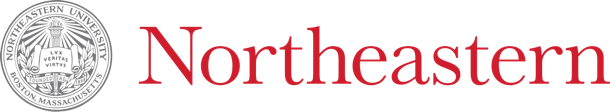 NORTHEASTERN UNIVERSITY
LVX
VERITAS
VIRTVS
BOSTON, MASSACHUSETTS
Northeastern